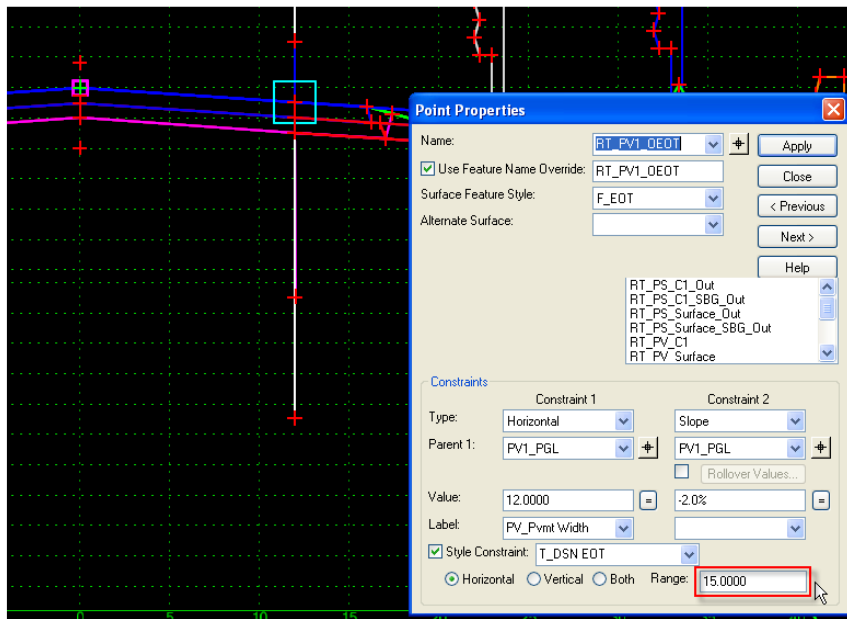 Point Properties
Name: RT_PV1_OEOT Apply
Use Feature Name Override: RT_PV1_OEOT Close
Surface Feature Style: F_EOT < Previous
Alternate Surface: Next >
Help
RT_PS_C1_Out
RT_PS_C1_SBG_Out
RT_PS_Surface_Out
RT_PS_Surface_SBG_Out
RT_PV_C1
RT_PV_Surface
Constraints
Constraint 1 Constraint 2
Type: Horizontal Slope
Parent 1: PV1_PGL PV1_PGL
Rollover Values...
Value: 12.0000 = -2.0% =
Label: PV_Pvmt Width
Style Constraint: T_DSN EOT
Horizontal Vertical Both Range: 15.0000
0 5 10 15